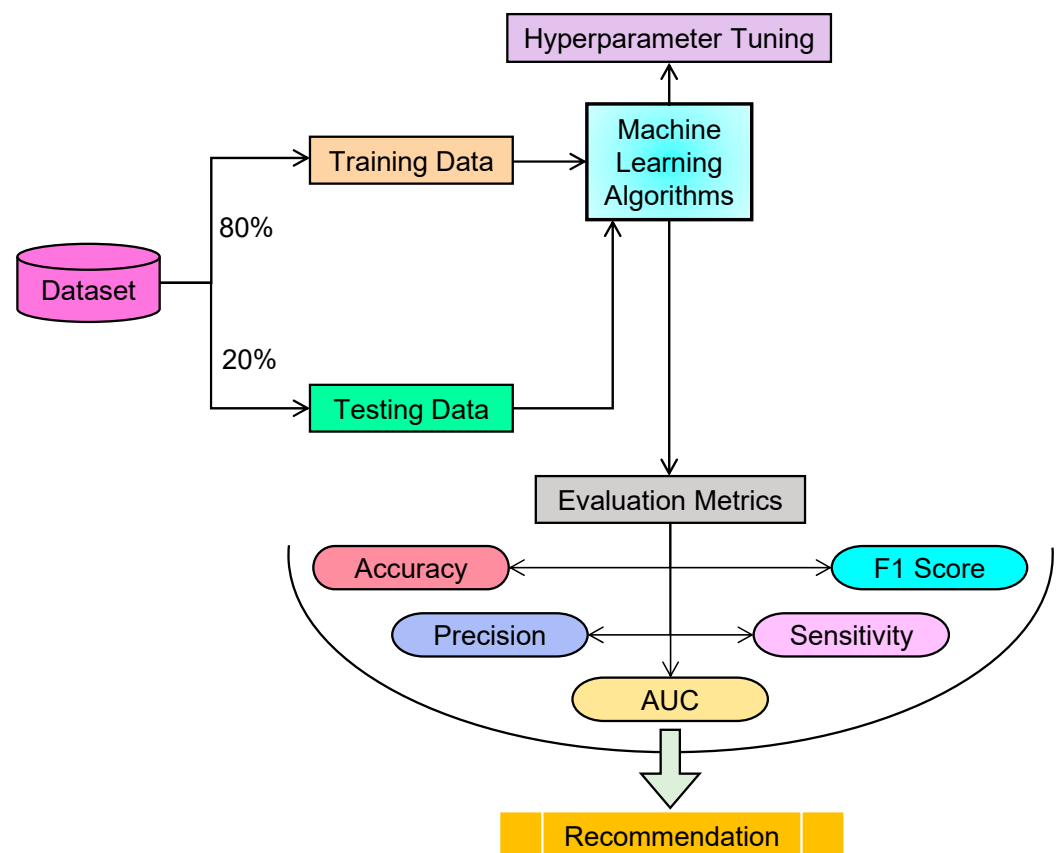 Hyperparameter Tuning
Machine
Learning
Algorithms
Training Data
80%
Dataset
20%
Testing Data
Evaluation Metrics
Accuracy
F1 Score
Precision
Sensitivity
AUC
Recommendation